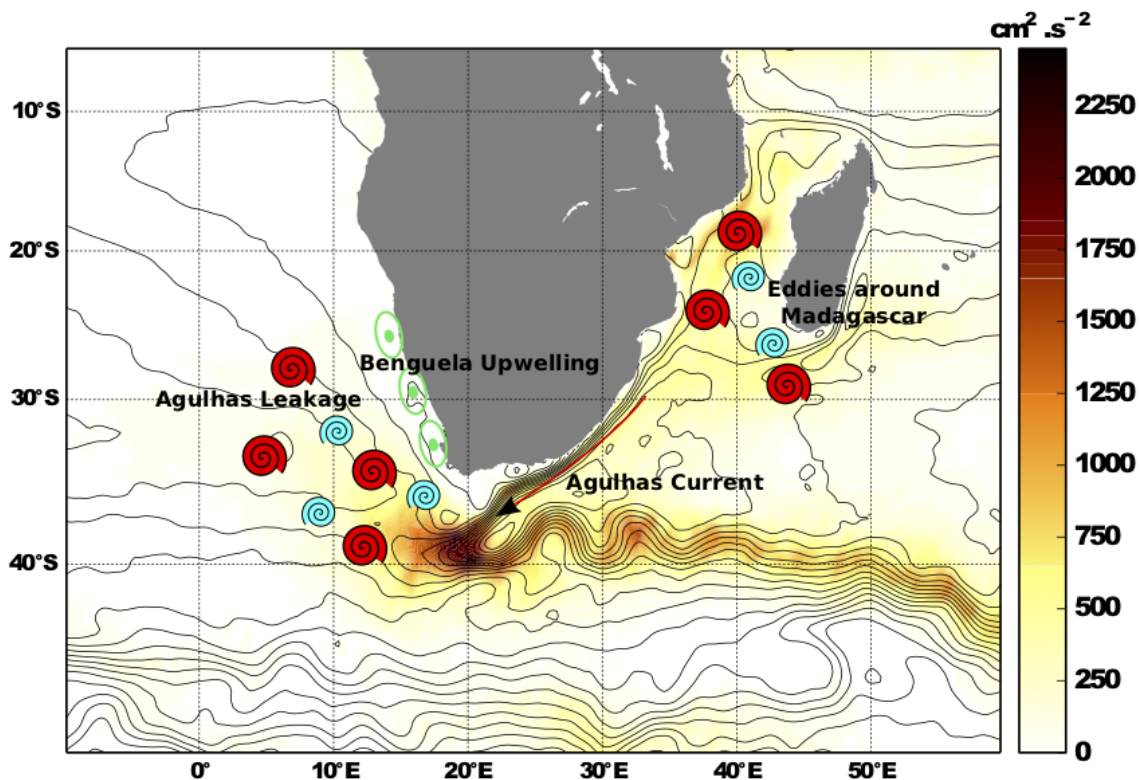 cm² .s⁻²
10°S
20°S
30°S
40°S
0°
10°E
20°E
30°E
40°E
50°E
Eddies around
Madagascar
Benguela Upwelling
Agulhas Leakage
Agulhas Current
2250
2000
1750
1500
1250
1000
750
500
250
0